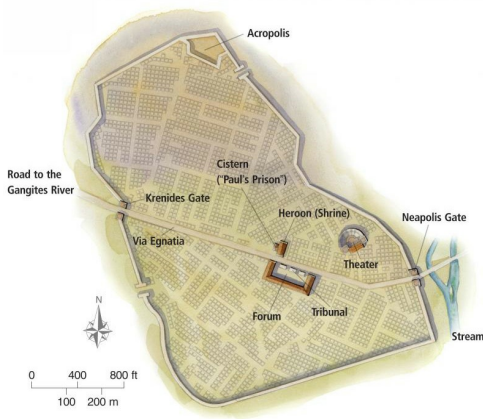 Acropolis
Cistern
("Paul's Prison")
Road to the
Gangites River
Krenides Gate
Heroon (Shrine)
Neapolis Gate
Via Egnatia
Theater
Forum
Tribunal
Stream
N
0 400 800 ft
100 200 m